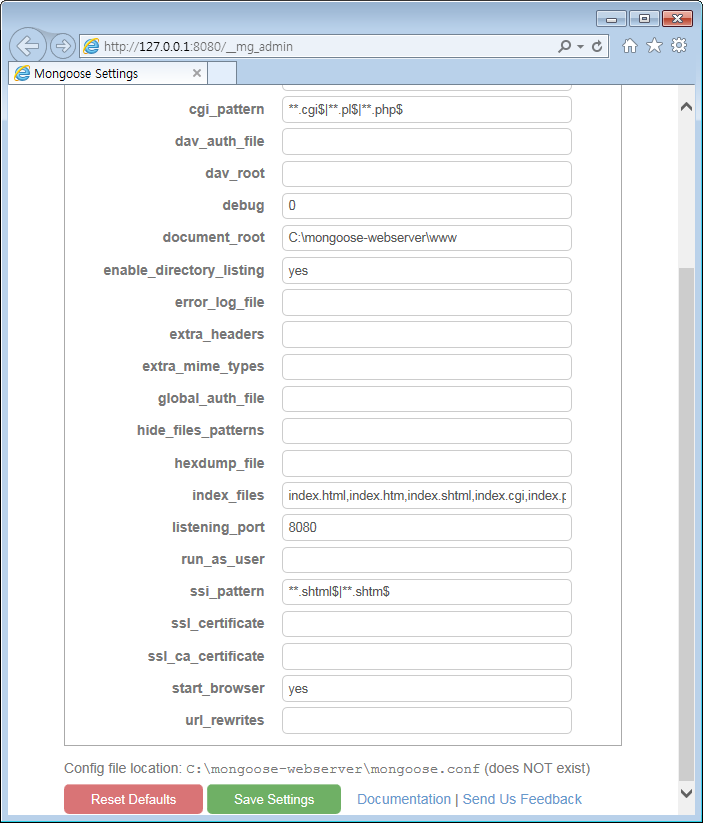 http://127.0.0.1:8080/__mg_admin
Mongoose Settings
cgi_pattern **.cgi$|**.pl$|**.php$
dav_auth_file
dav_root
debug 0
document_root C:\mongoose-webserver\www
enable_directory_listing yes
error_log_file
extra_headers
extra_mime_types
global_auth_file
hide_files_patterns
hexdump_file
index_files index.html,index.htm,index.shtml,index.cgi,index.p
listening_port 8080
run_as_user
ssi_pattern **.shtml$|**.shtm$
ssl_certificate
ssl_ca_certificate
start_browser yes
url_rewrites
Config file location: C:\mongoose-webserver\mongoose.conf (does NOT exist)
Reset Defaults Save Settings Documentation | Send Us Feedback